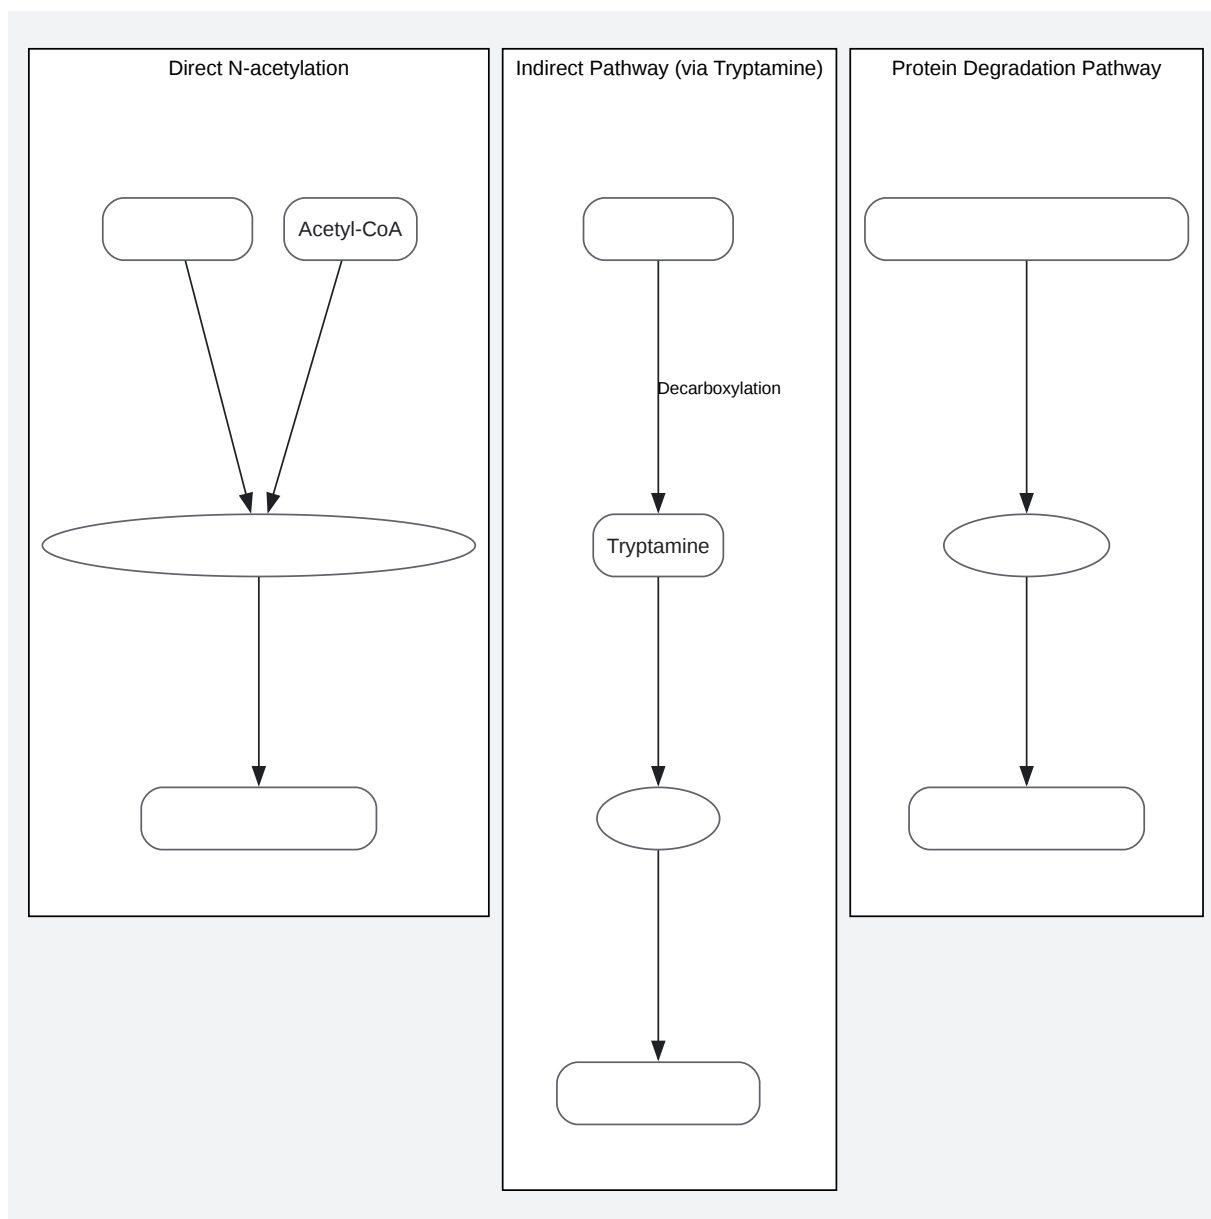 Direct N-acetylation
Indirect Pathway (via Tryptamine)
Protein Degradation Pathway
Acetyl-CoA
Decarboxylation
Tryptamine